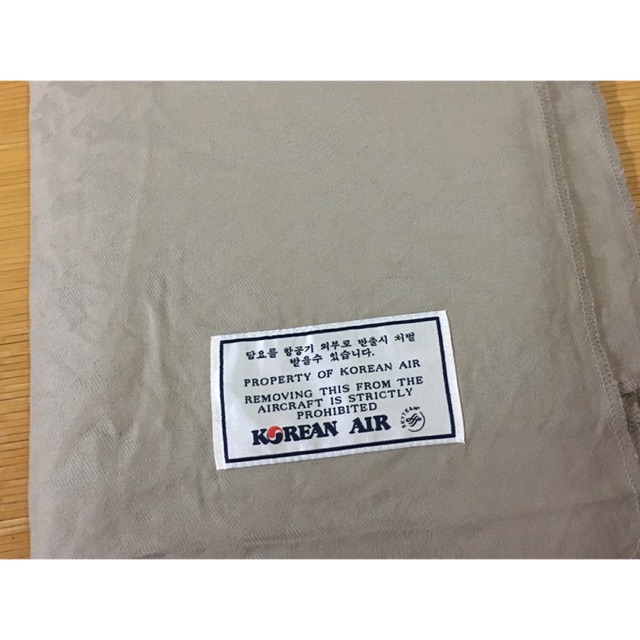 담요를 항공기 외부로 반출시 처벌
받을수 있습니다.
PROPERTY OF KOREAN AIR
REMOVING THIS FROM THE
AIRCRAFT IS STRICTLY
PROHIBITED
KOREAN AIR
SKYTEAM